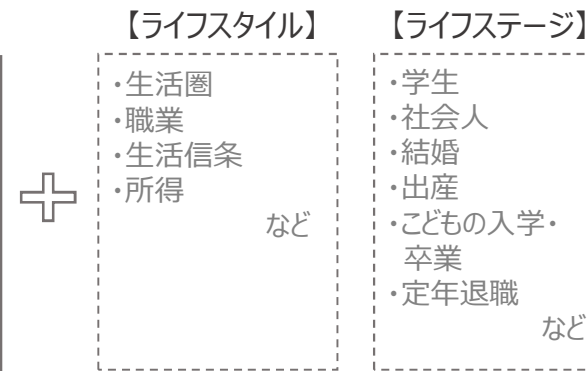 【ライフスタイル】
・生活圏
・職業
・生活信条
・所得
など
【ライフステージ】
・学生
・社会人
・結婚
・出産
・こどもの入学・
卒業
・定年退職
など